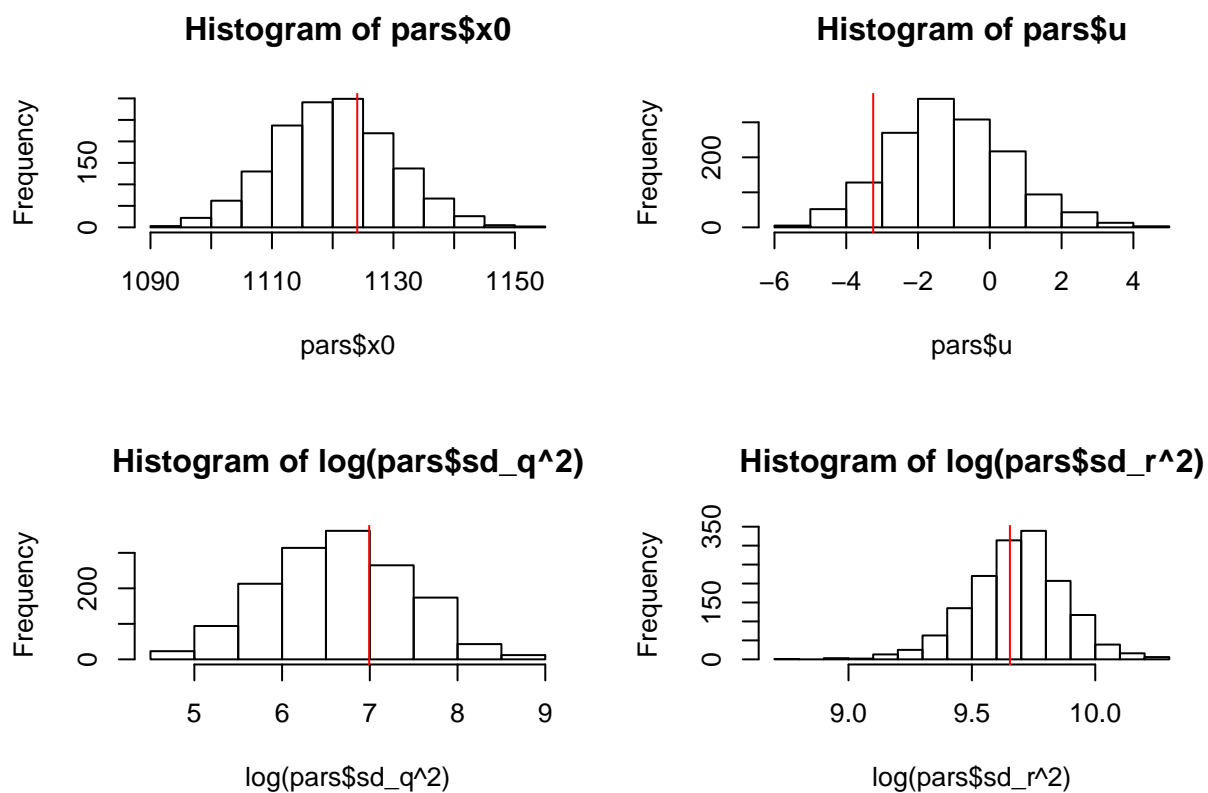 Histogram of pars$x0
Frequency
0 150
1090 1110 1130 1150
pars$x0
Histogram of pars$u
Frequency
0 200
−6 −4 −2 0 2 4
pars$u
Histogram of log(pars$sd_q^2)
Frequency
0 200
5 6 7 8 9
log(pars$sd_q^2)
Histogram of log(pars$sd_r^2)
Frequency
0 150 350
9.0 9.5 10.0
log(pars$sd_r^2)